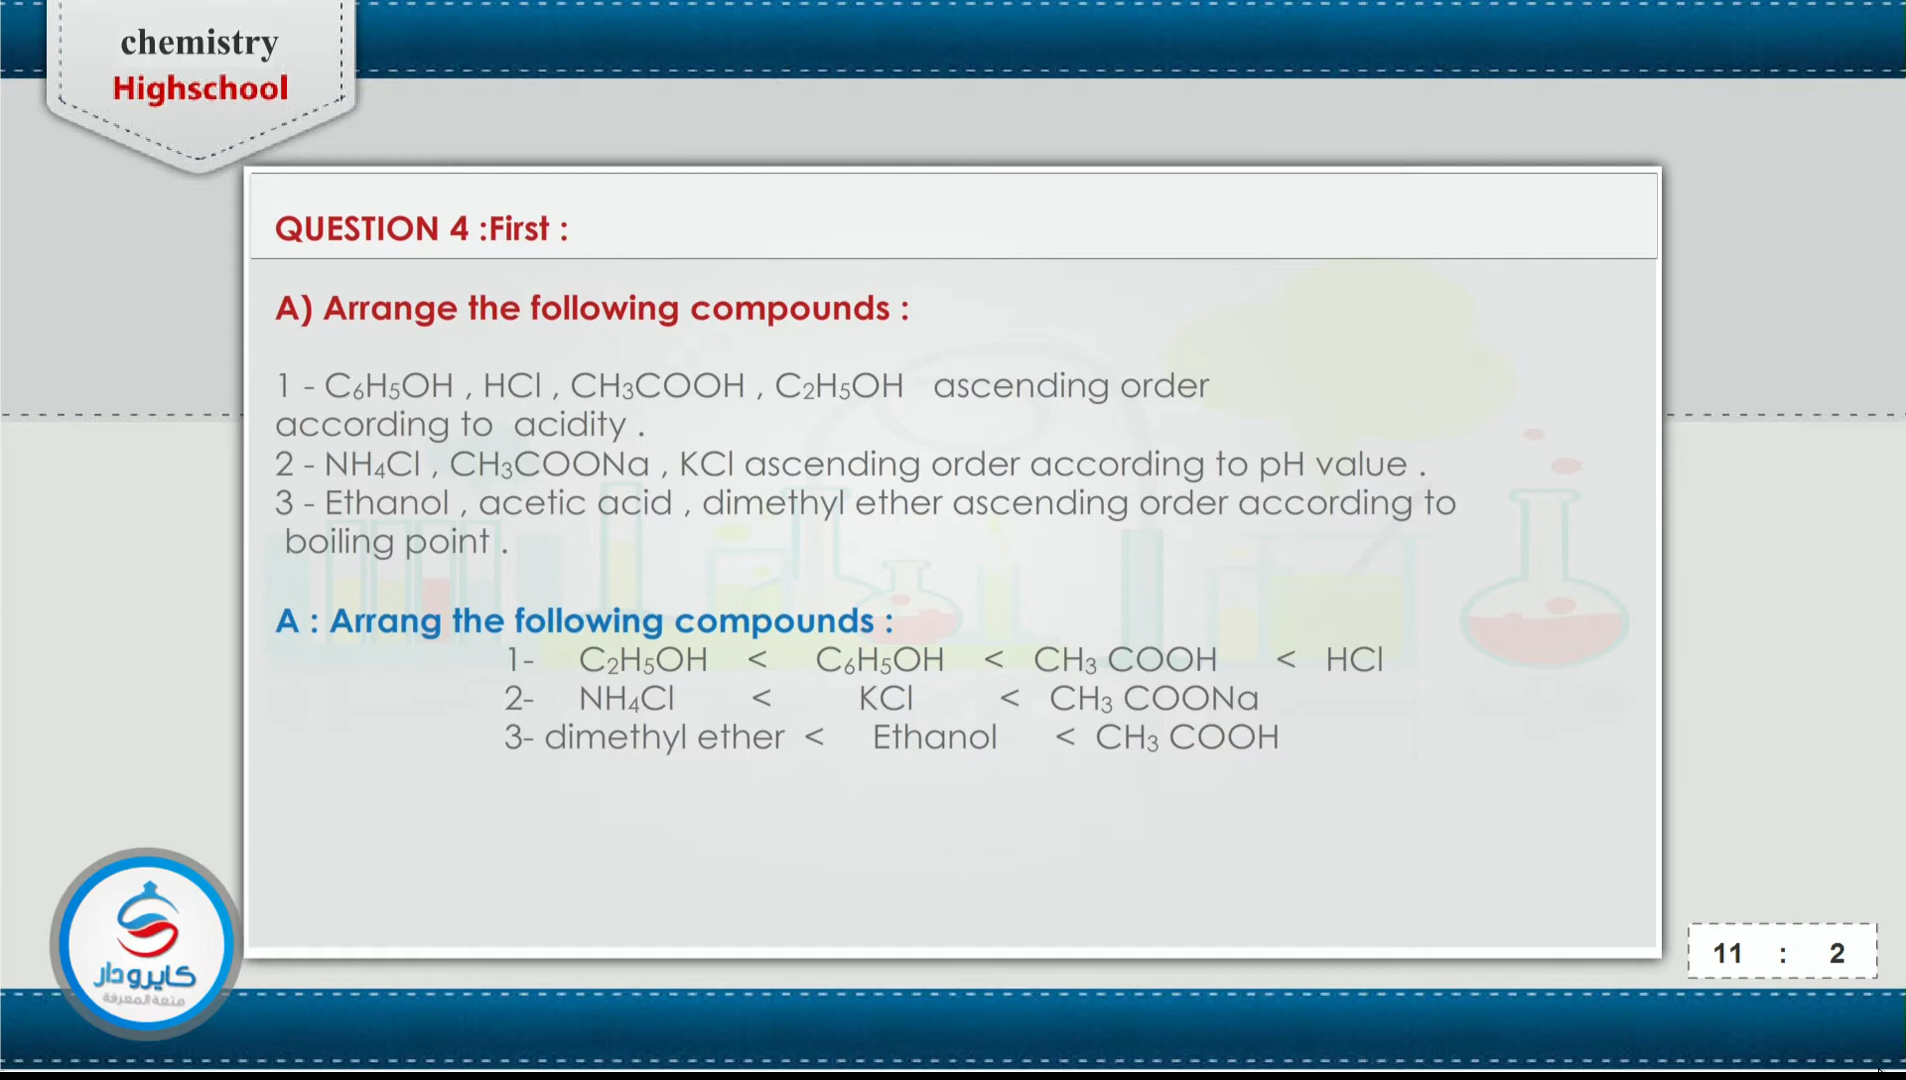 chemistry
Highschool
QUESTION 4 :First :
A) Arrange the following compounds :
1 - C₆H₅OH , HCl , CH₃COOH , C₂H₅OH ascending order
according to acidity .
2 - NH₄Cl , CH₃COONa , KCl ascending order according to pH value .
3 - Ethanol , acetic acid , dimethyl ether ascending order according to
boiling point .
A : Arrang the following compounds :
1- C₂H₅OH < C₆H₅OH < CH₃ COOH < HCl
2- NH₄Cl < KCl < CH₃ COONa
3- dimethyl ether < Ethanol < CH₃ COOH
كايرودار
متعة المعرفة
11 : 2